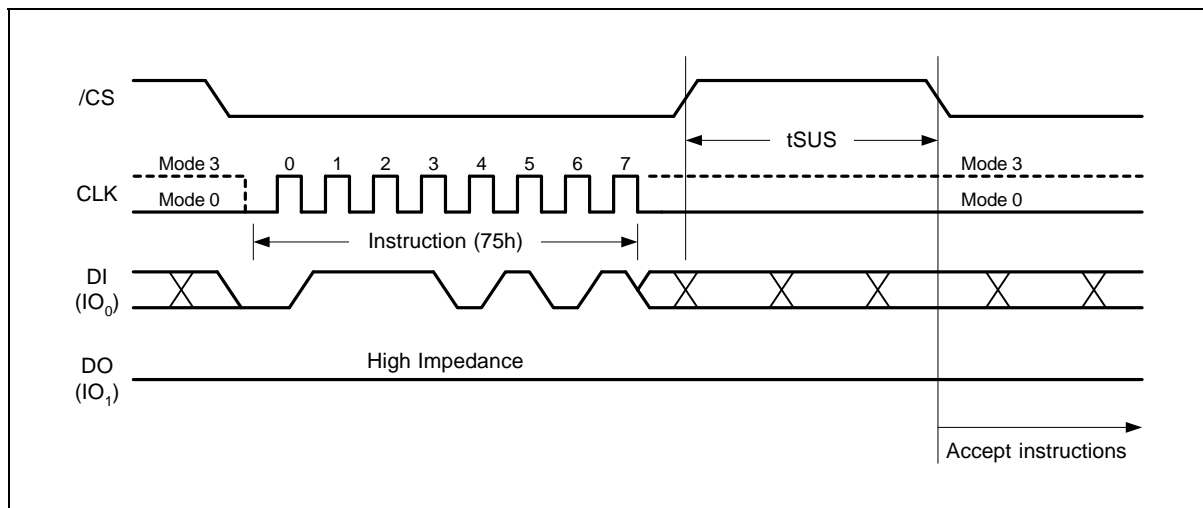 /CS
tSUS
Mode 3 0 1 2 3 4 5 6 7 Mode 3
CLK
Mode 0 Mode 0
Instruction (75h)
DI
(IO0)
High Impedance
DO
(IO1)
Accept instructions